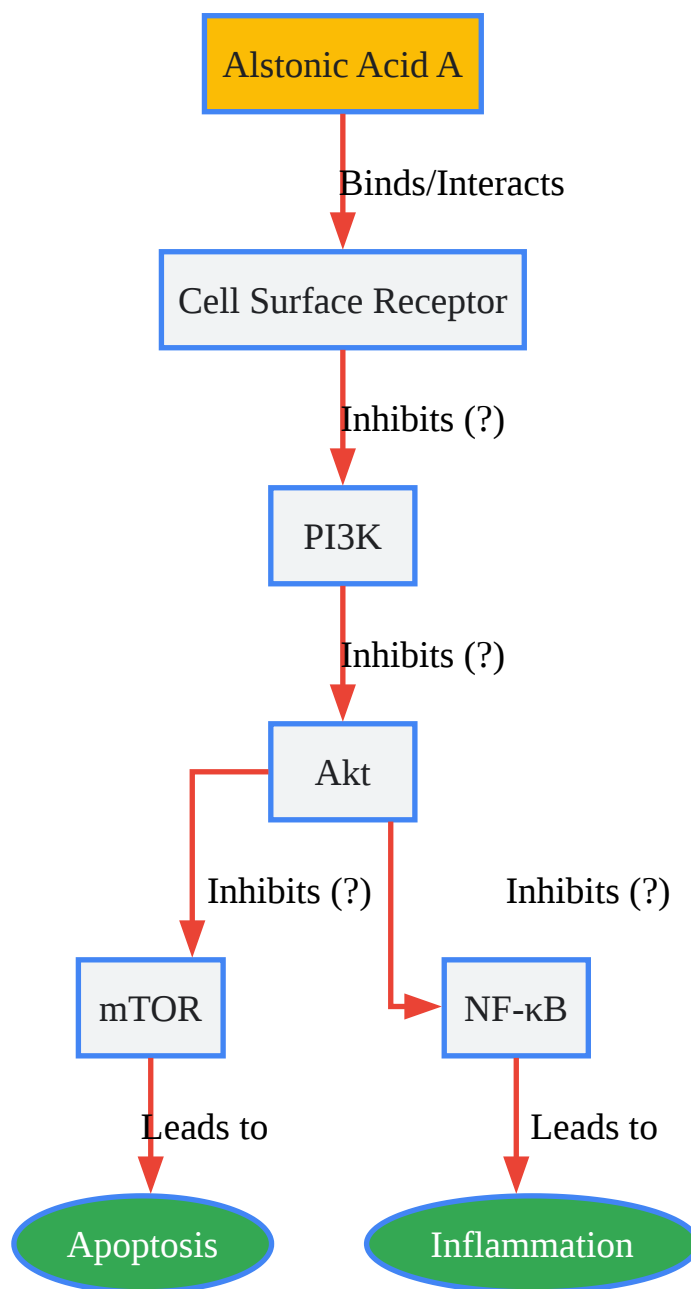 Alstonic Acid A
Binds/Interacts
Cell Surface Receptor
Inhibits (?)
PI3K
Inhibits (?)
Akt
Inhibits (?)
Inhibits (?)
mTOR
NF-κB
Leads to
Leads to
Apoptosis
Inflammation